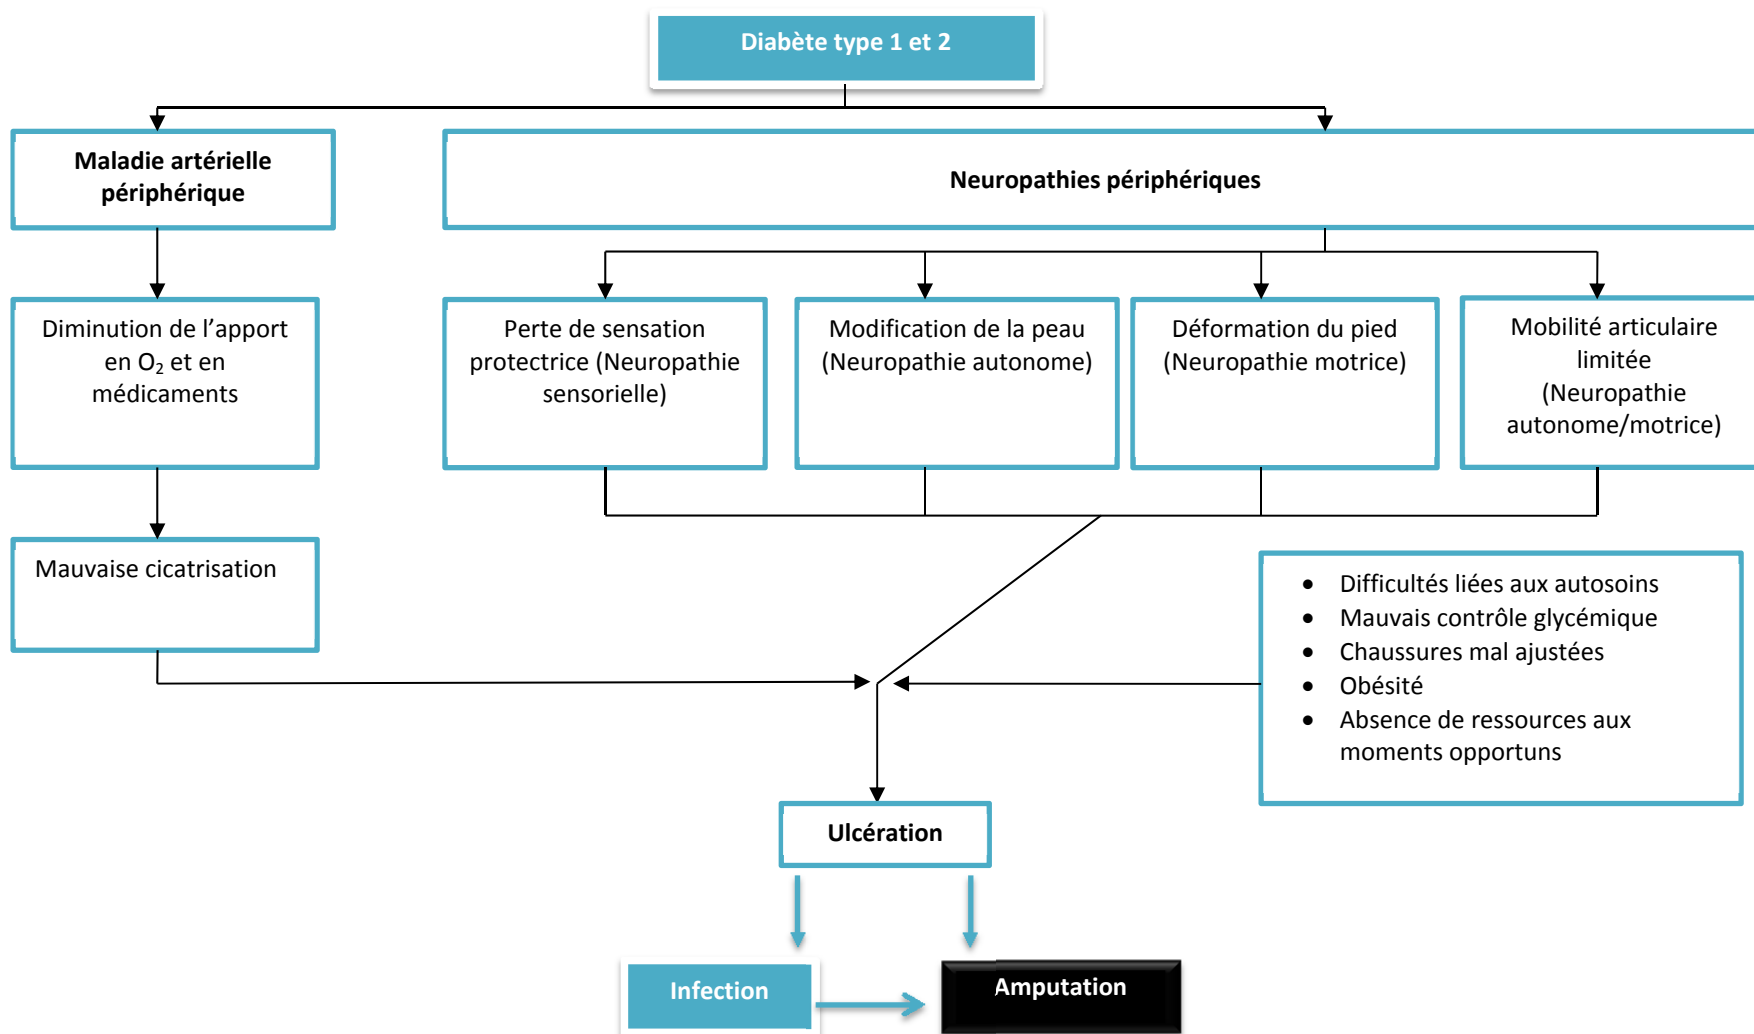 Diabète type 1 et 2
Maladie artérielle
périphérique
Neuropathies périphériques
Diminution de l'apport
en O₂ et en
médicaments
Perte de sensation
protectrice (Neuropathie
sensorielle)
Modification de la peau
(Neuropathie autonome)
Déformation du pied
(Neuropathie motrice)
Mobilité articulaire
limitée
(Neuropathie
autonome/motrice)
Mauvaise cicatrisation
• Difficultés liées aux autosoins
• Mauvais contrôle glycémique
• Chaussures mal ajustées
• Obésité
• Absence de ressources aux
moments opportuns
Ulcération
Infection
Amputation